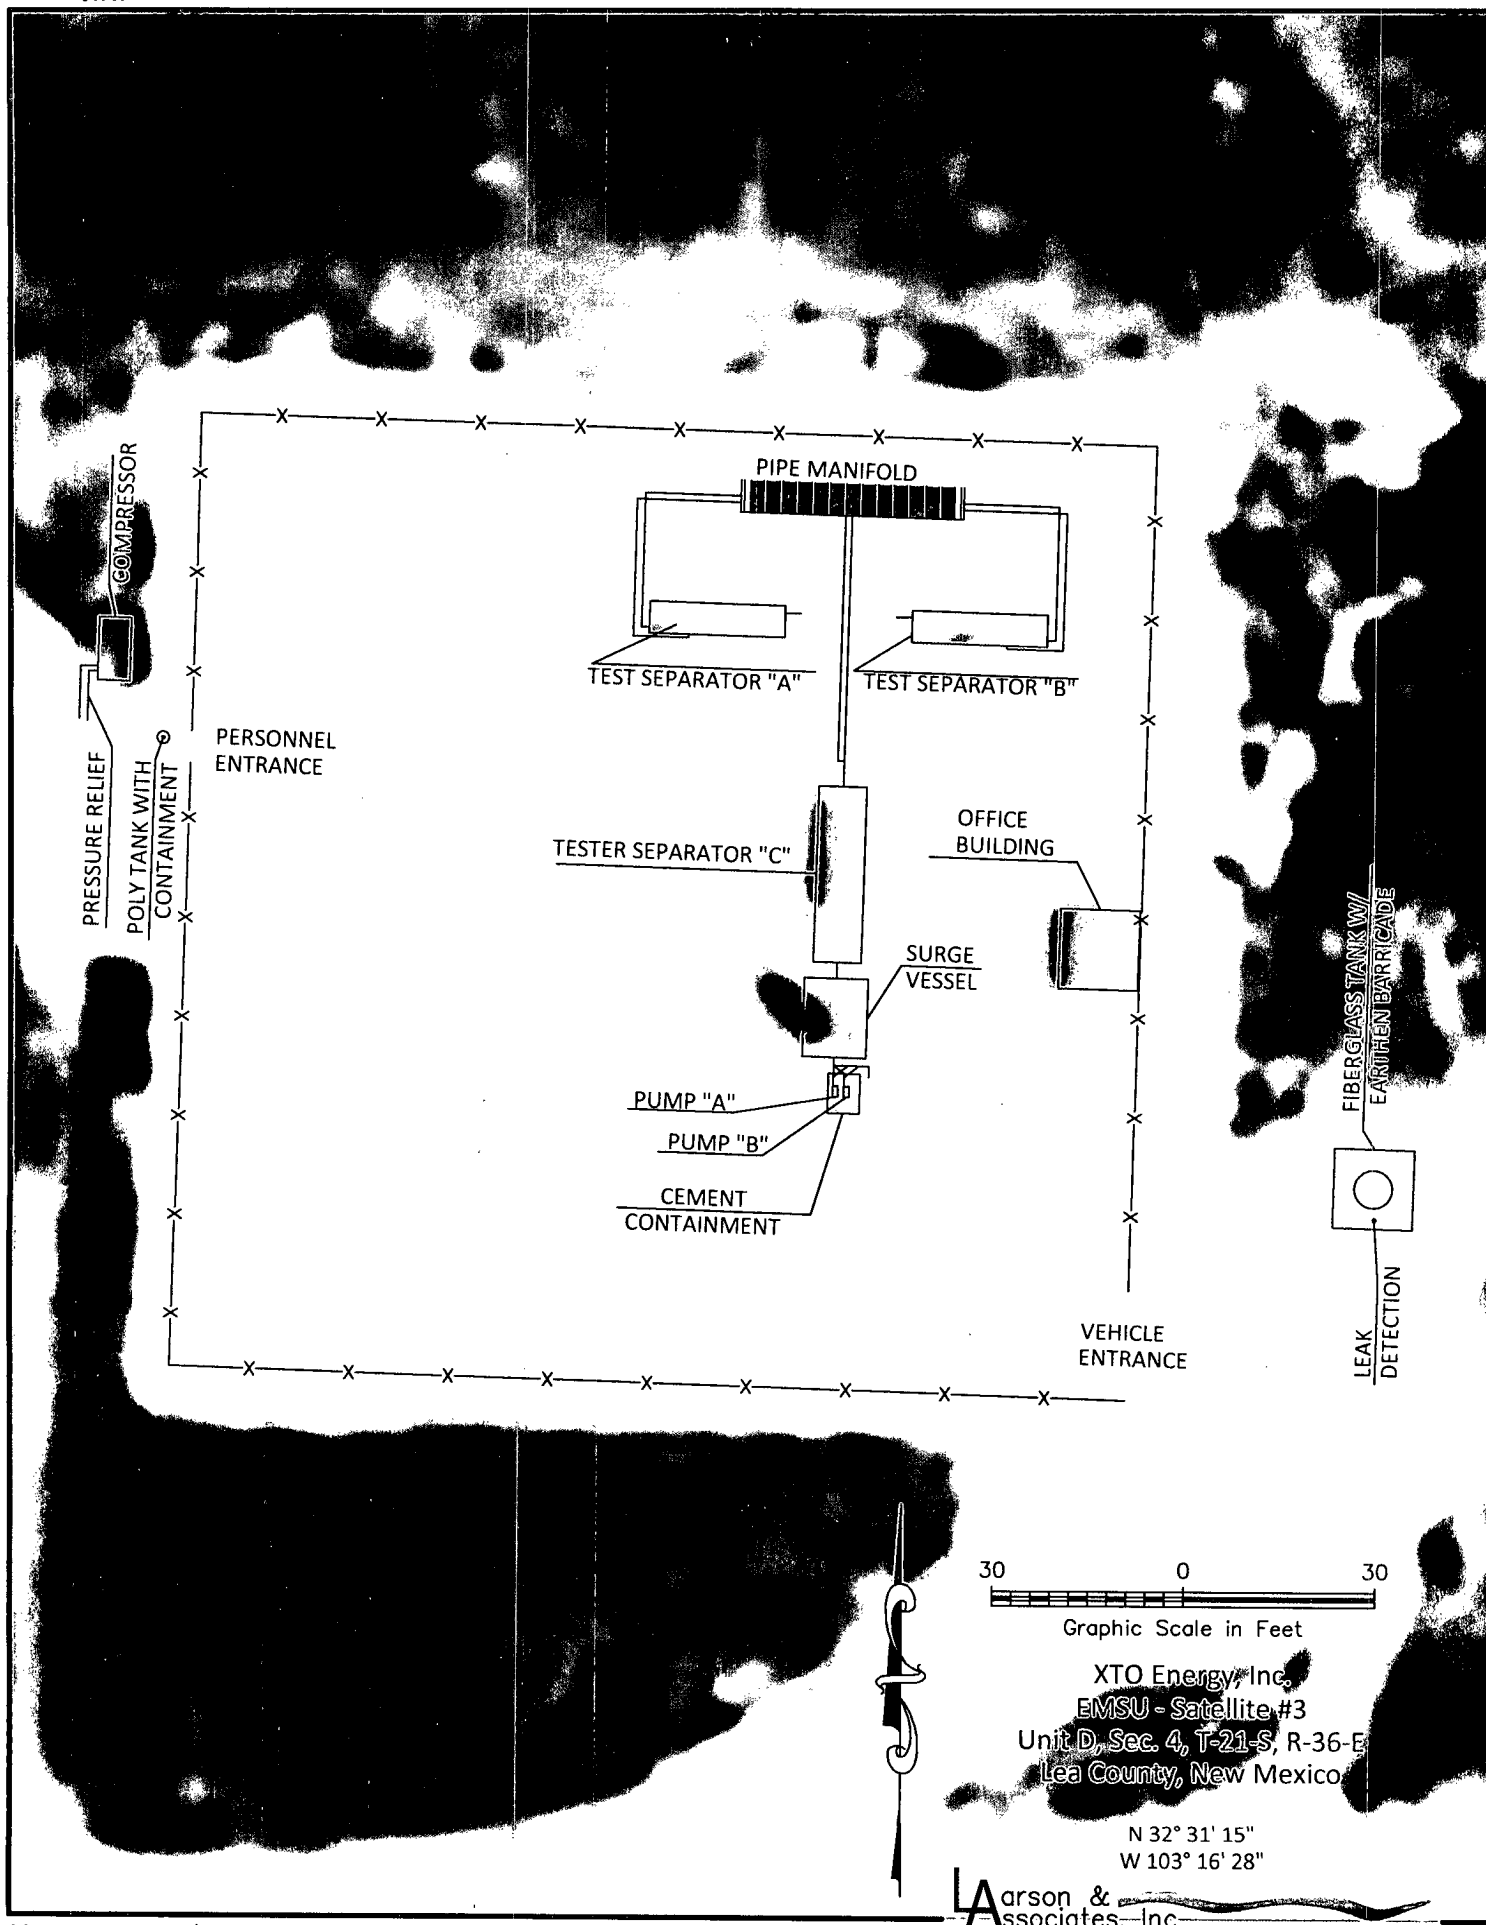 PIPE MANIFOLD
COMPRESSOR
TEST SEPARATOR "A"
TEST SEPARATOR "B"
PERSONNEL
ENTRANCE
PRESSURE RELIEF
POLY TANK WITH
CONTAINMENT
TESTER SEPARATOR "C"
OFFICE
BUILDING
SURGE
VESSEL
FIBERGLASS TANK W/
EARTHEN BARRICADE
PUMP "A"
PUMP "B"
CEMENT
CONTAINMENT
VEHICLE
ENTRANCE
LEAK
DETECTION
30 0 30
Graphic Scale in Feet
XTO Energy, Inc.
EMSU - Satellite #3
Unit D, Sec. 4, T-21-S, R-36-E
Lea County, New Mexico
N 32° 31' 15"
W 103° 16' 28"
Larson &
Associates, Inc